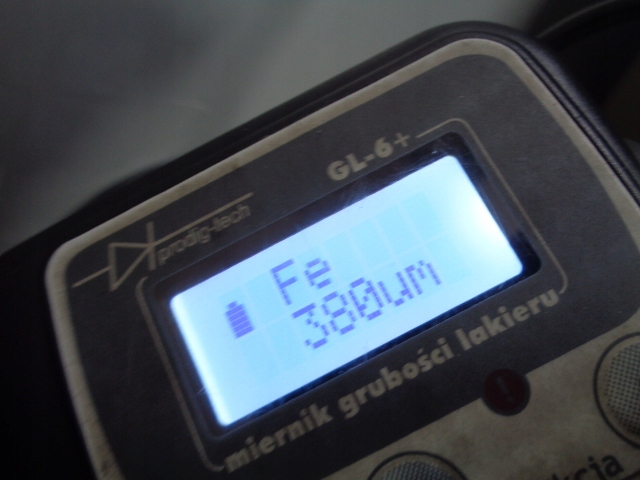 GL-6+
prodig-tech
Fe
380um
miernik grubości lakieru